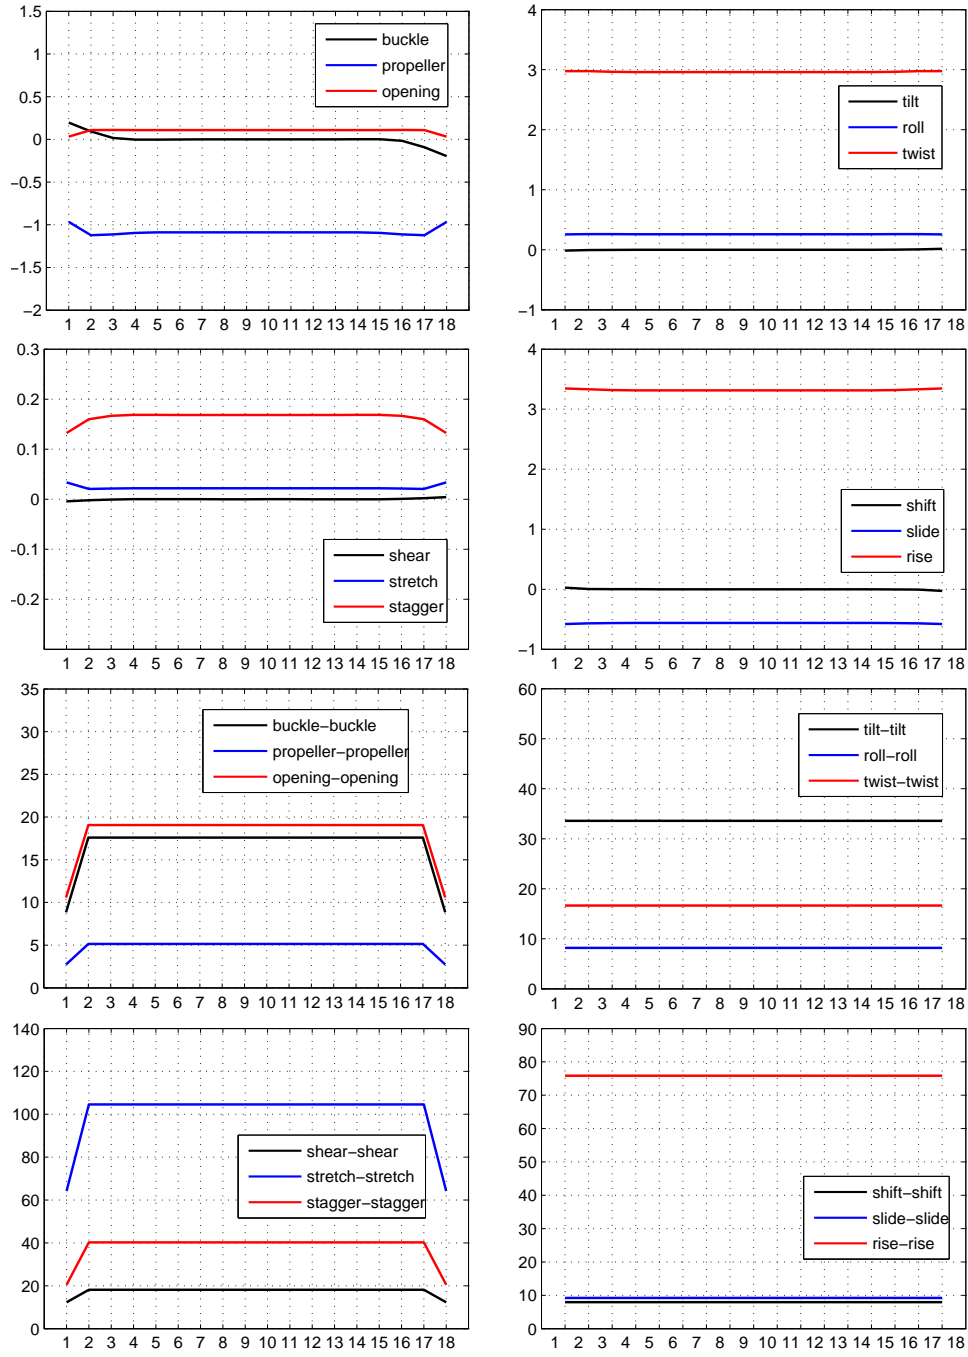 1.5
1
0.5
0
−0.5
−1
−1.5
−2
buckle
propeller
opening
1 2 3 4 5 6 7 8 9 10 11 12 13 14 15 16 17 18
4
3
2
1
0
−1
tilt
roll
twist
1 2 3 4 5 6 7 8 9 10 11 12 13 14 15 16 17 18
0.3
0.2
0.1
0
−0.1
−0.2
shear
stretch
stagger
1 2 3 4 5 6 7 8 9 10 11 12 13 14 15 16 17 18
4
3
2
1
0
−1
shift
slide
rise
1 2 3 4 5 6 7 8 9 10 11 12 13 14 15 16 17 18
35
30
25
20
15
10
5
0
buckle−buckle
propeller−propeller
opening−opening
1 2 3 4 5 6 7 8 9 10 11 12 13 14 15 16 17 18
60
50
40
30
20
10
0
tilt−tilt
roll−roll
twist−twist
1 2 3 4 5 6 7 8 9 10 11 12 13 14 15 16 17 18
140
120
100
80
60
40
20
0
shear−shear
stretch−stretch
stagger−stagger
1 2 3 4 5 6 7 8 9 10 11 12 13 14 15 16 17 18
90
80
70
60
50
40
30
20
10
0
shift−shift
slide−slide
rise−rise
1 2 3 4 5 6 7 8 9 10 11 12 13 14 15 16 17 18